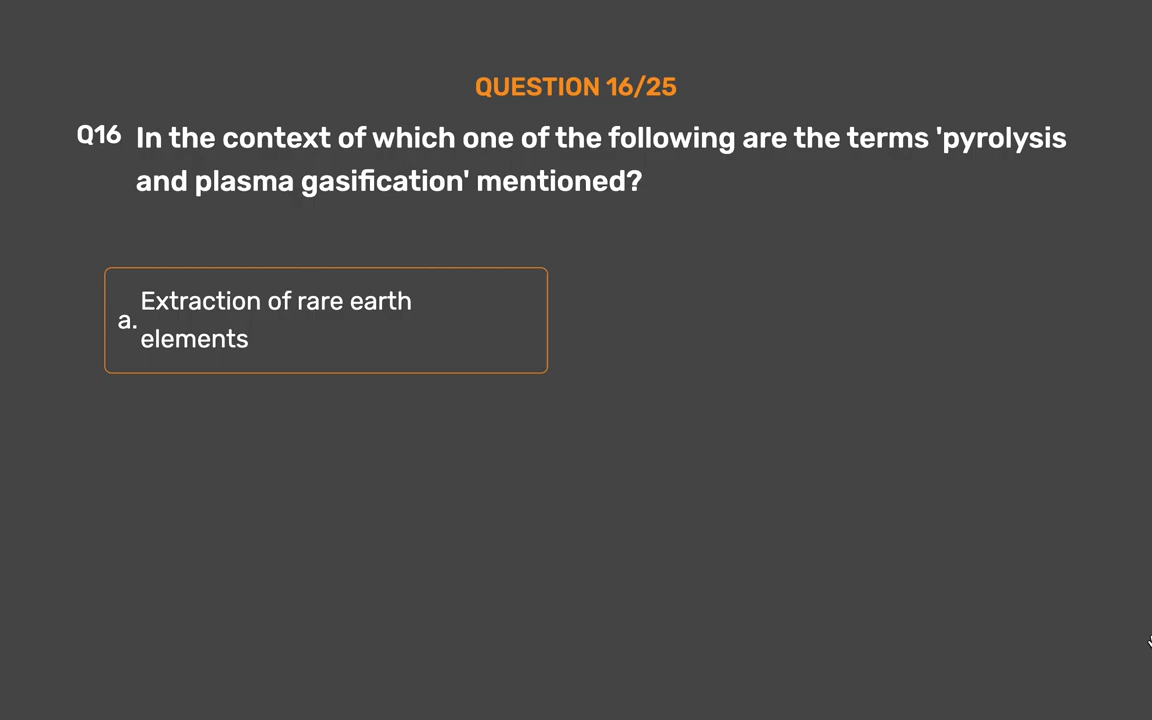 QUESTION 16/25
Q16 In the context of which one of the following are the terms 'pyrolysis
and plasma gasification' mentioned?
Extraction of rare earth
a.
elements